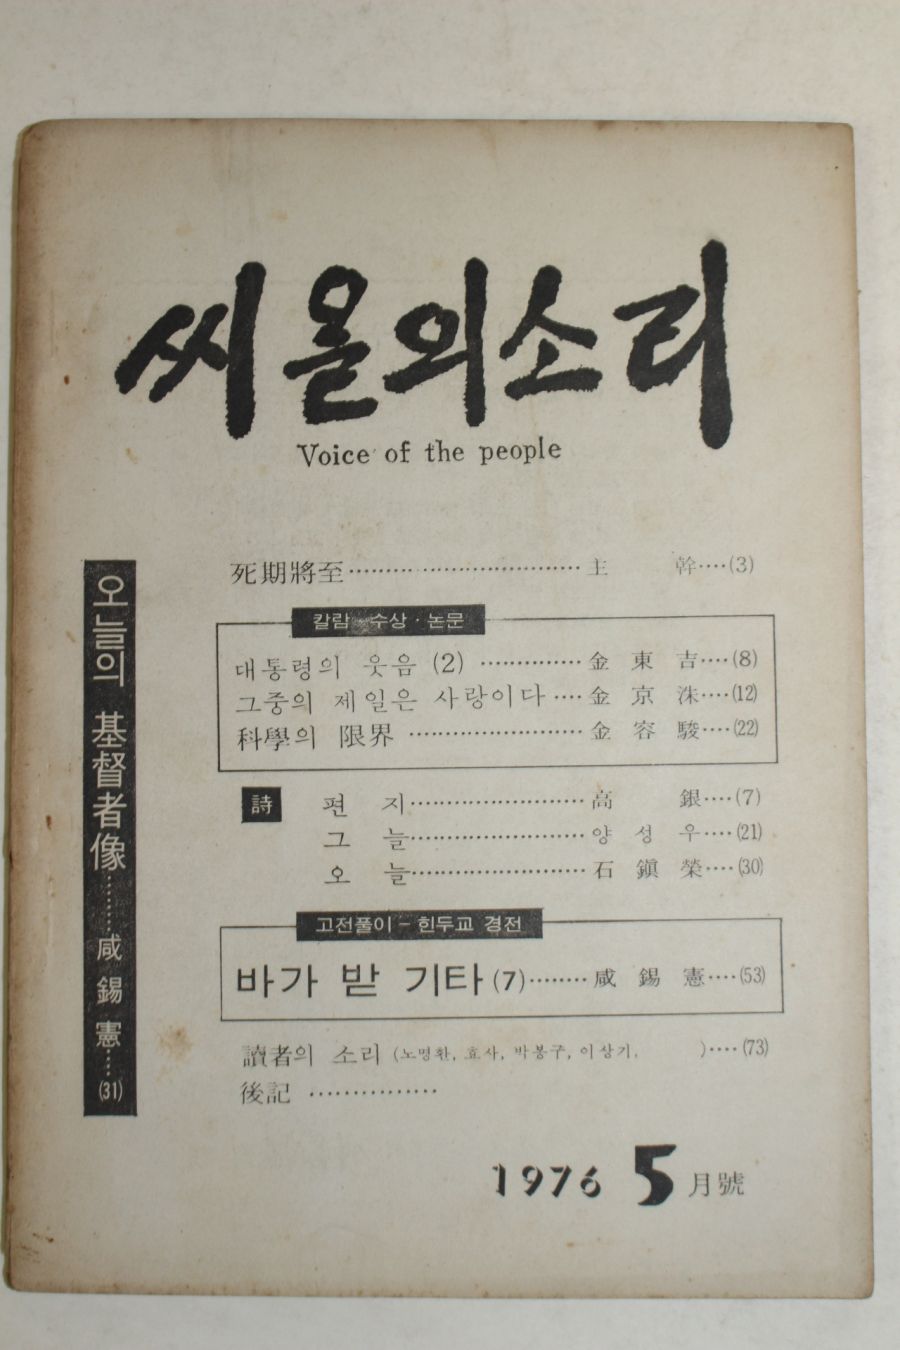 씨ᄋᆞᆯ의소리
Voice of the people
오늘의 基督者像………咸錫憲……(31)
死期將至………………………主幹……(3)
칼람 수상·논문
대통령의 웃음 (2) …………金東吉……(8)
그중의 제일은 사랑이다……金京洙……(12)
科學의 限界…………………金容駿……(22)
詩 편지…………………高銀……(7)
그늘…………………양성우……(21)
오늘…………………石鎭榮……(30)
고전풀이 - 힌두교 경전
바가 받 기타 (7)………咸錫憲……(53)
讀者의 소리 (노명환, 효사, 박봉구, 이상기. )……(73)
後記……………
1976 5月號